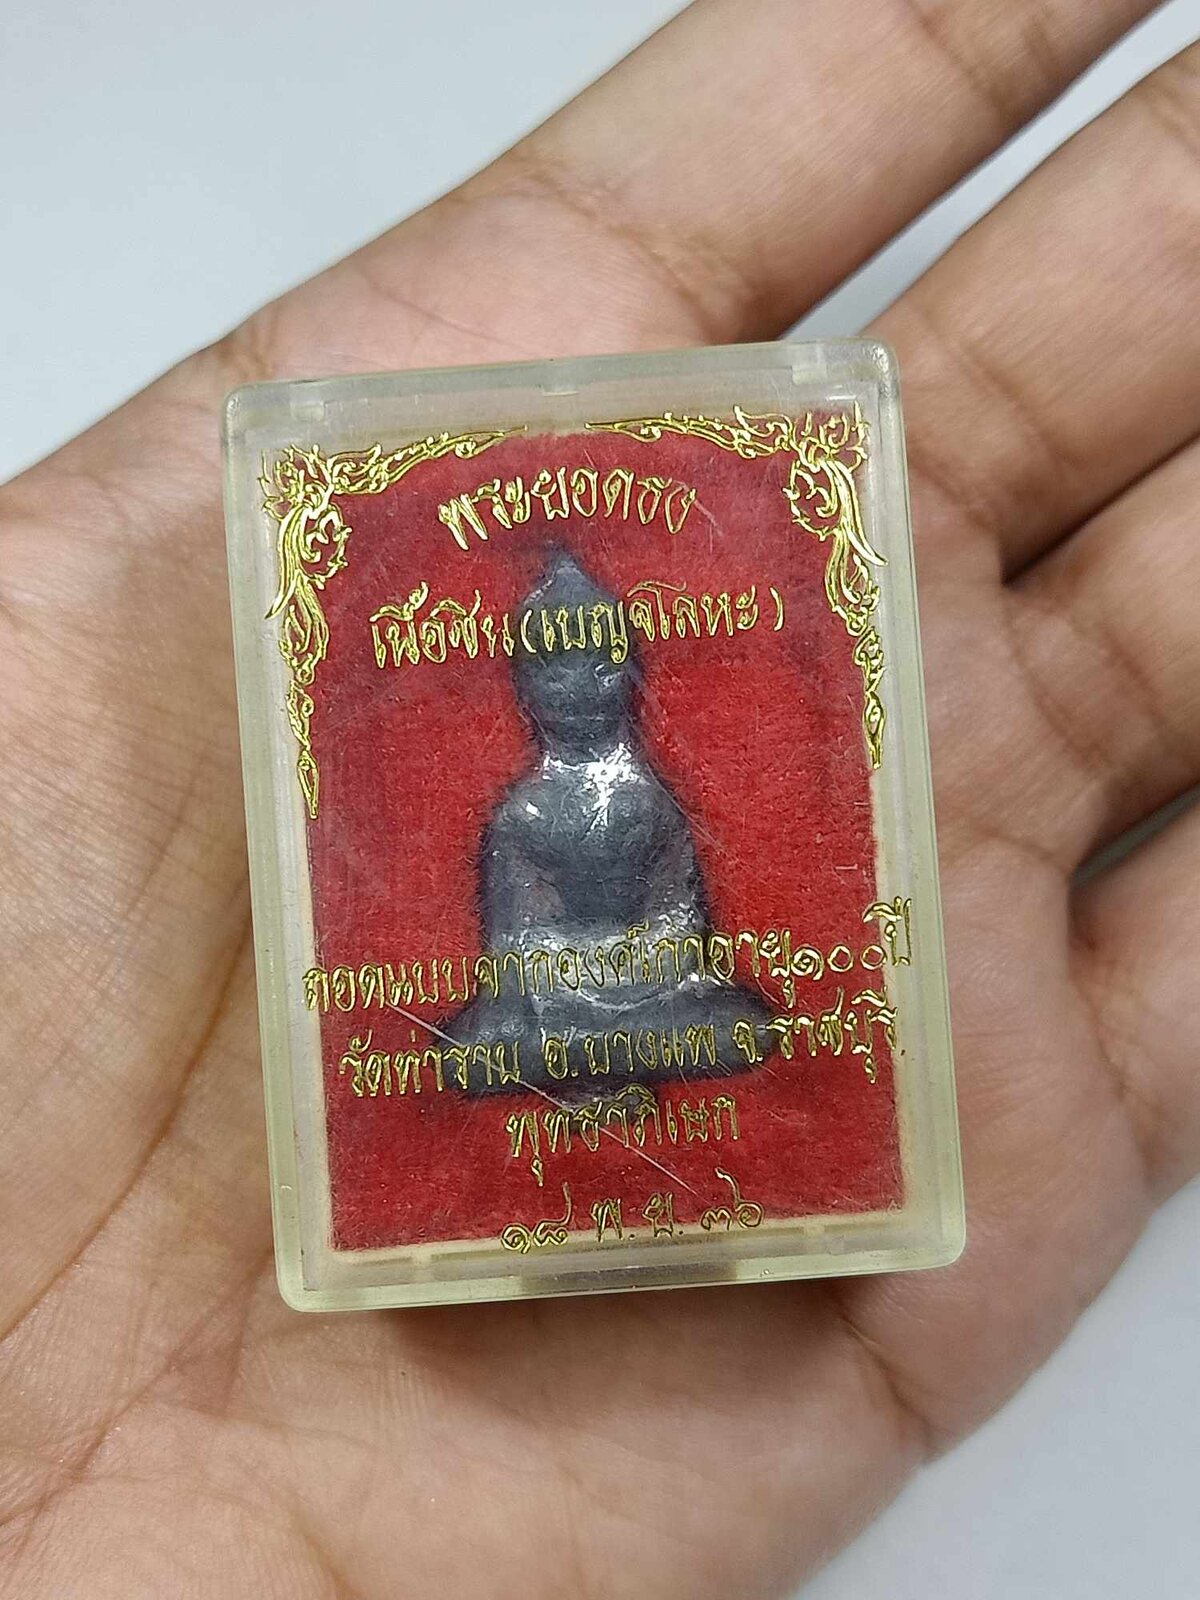 พระยอดธง
เนื้อชิน(เบญจโลหะ)
ถอดแบบจากองค์เก่าอายุ๑๐๐ปี
วัดท่าราบ อ.บางแพ จ.ราชบุรี
พุทธาภิเษก
๑๘ พ.ย. ๓๖